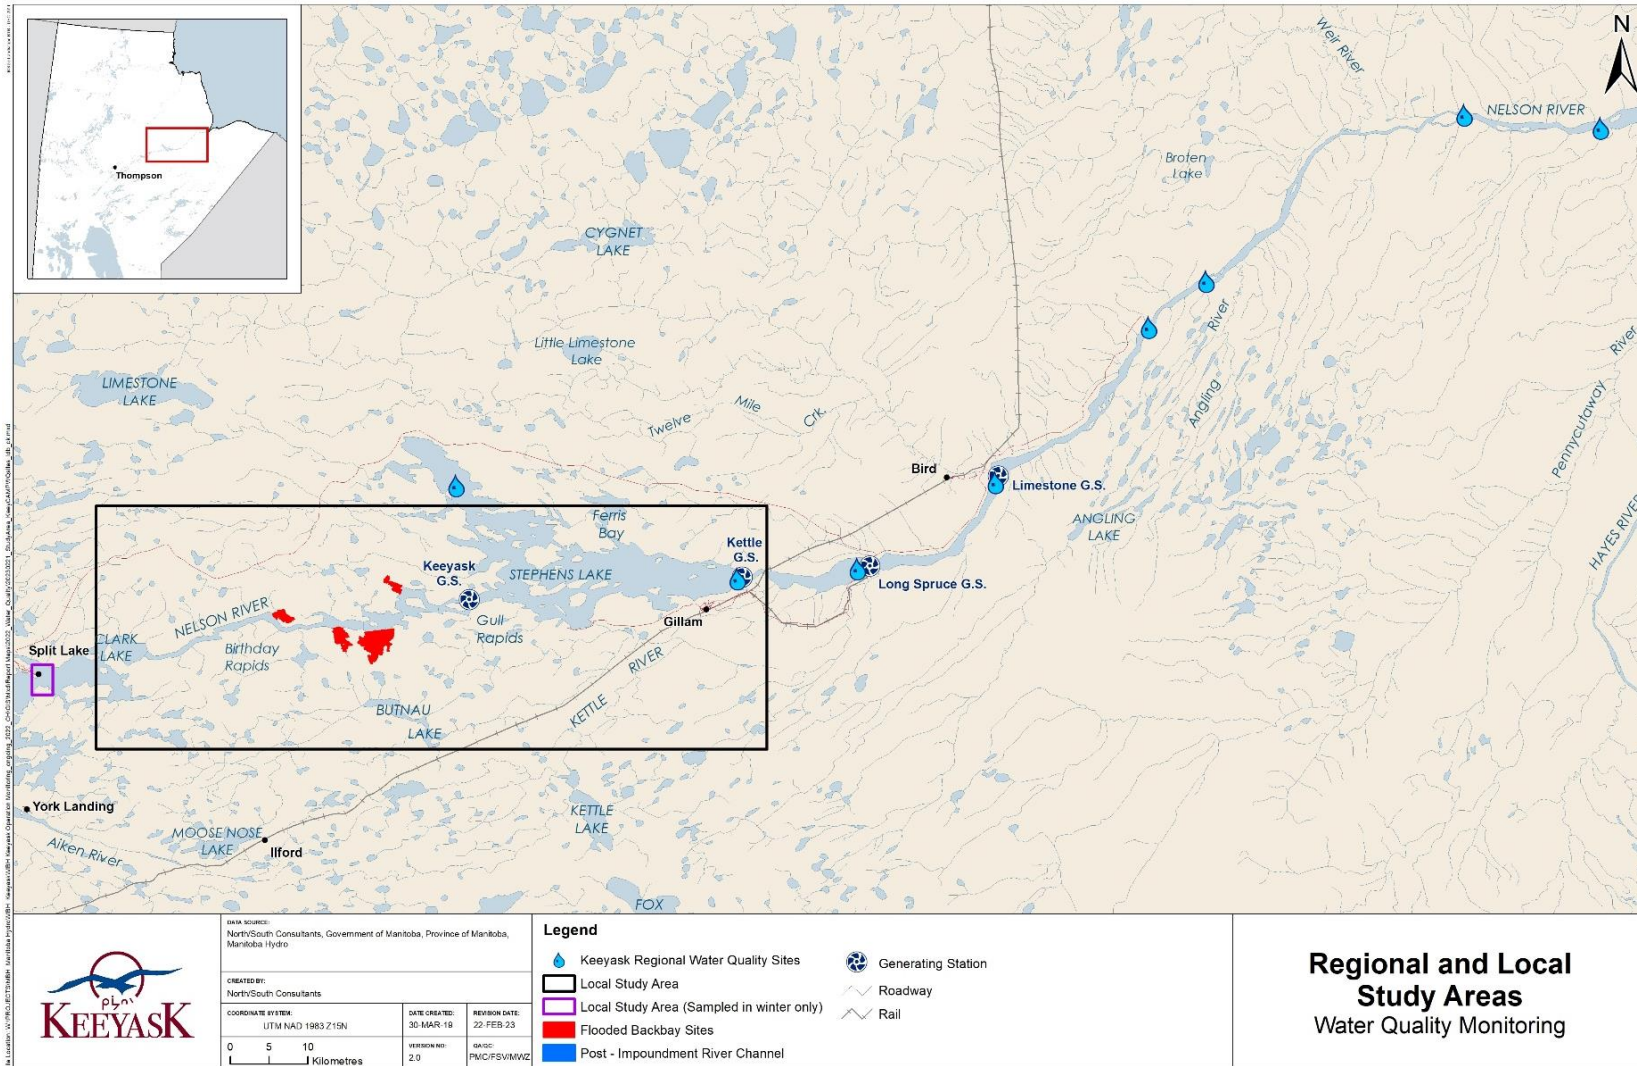 N
Thompson
Weir River
NELSON RIVER
Broten
Lake
CYGNET
LAKE
Little Limestone
Lake
LIMESTONE
LAKE
Twelve Mile Crk.
Angling River
Pennycutaway River
HAYES RIVER
Bird
Limestone G.S.
ANGLING
LAKE
Ferris
Bay
Kettle
G.S.
Keeyask
G.S.
STEPHENS LAKE
Long Spruce G.S.
NELSON RIVER
Gull
Rapids
Gillam
CLARK
LAKE
Split Lake
Birthday
Rapids
KETTLE RIVER
BUTNAU
LAKE
York Landing
KETTLE
LAKE
MOOSE NOSE
LAKE
Ilford
Aiken River
FOX
KEEYASK
DATA SOURCE:
North/South Consultants, Government of Manitoba, Province of Manitoba,
Manitoba Hydro
CREATED BY:
North/South Consultants
COORDINATE SYSTEM:
UTM NAD 1983 Z15N
DATE CREATED:
30-MAR-19
REVISION DATE:
22-FEB-23
0 5 10
Kilometres
VERSION NO:
2.0
QA/QC:
PMC/FSV/MWZ
Legend
Keeyask Regional Water Quality Sites
Local Study Area
Local Study Area (Sampled in winter only)
Flooded Backbay Sites
Post - Impoundment River Channel
Generating Station
Roadway
Rail
Regional and Local
Study Areas
Water Quality Monitoring